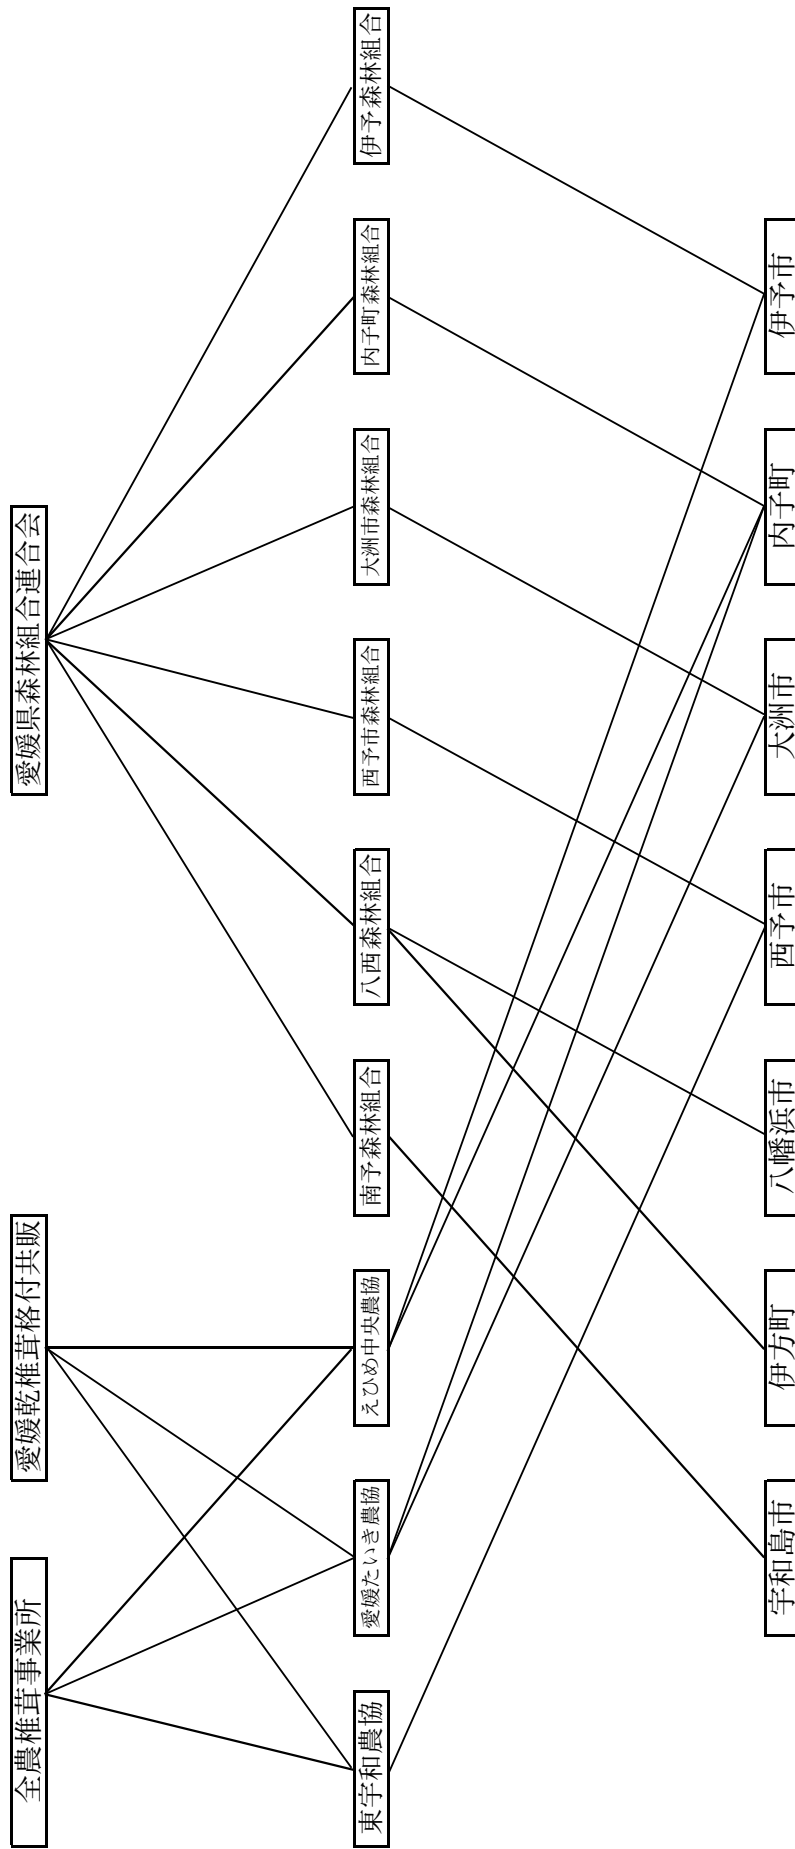 全農椎茸事業所
愛媛乾椎茸格付共販
愛媛県森林組合連合会
東宇和農協
愛媛たいき農協
えひめ中央農協
南予森林組合
八西森林組合
西予市森林組合
大洲市森林組合
内子町森林組合
伊予森林組合
宇和島市
伊方町
八幡浜市
西予市
大洲市
内子町
伊予市